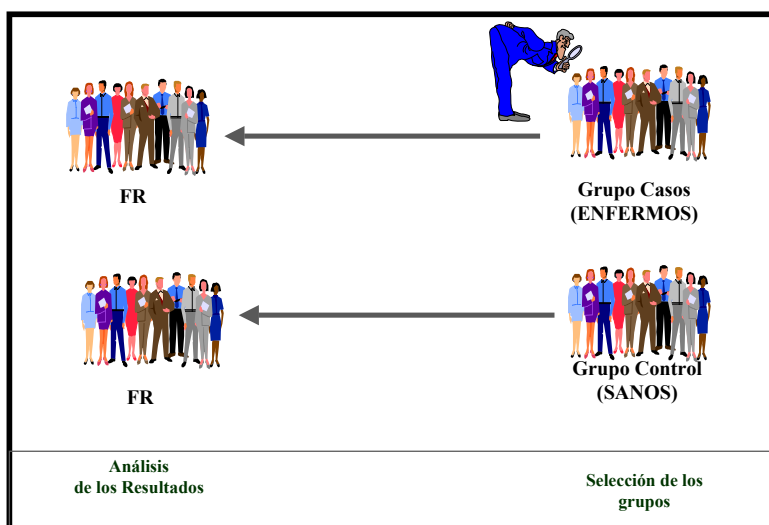 FR
Grupo Casos
(ENFERMOS)
FR
Grupo Control
(SANOS)
Análisis
de los Resultados
Selección de los
grupos